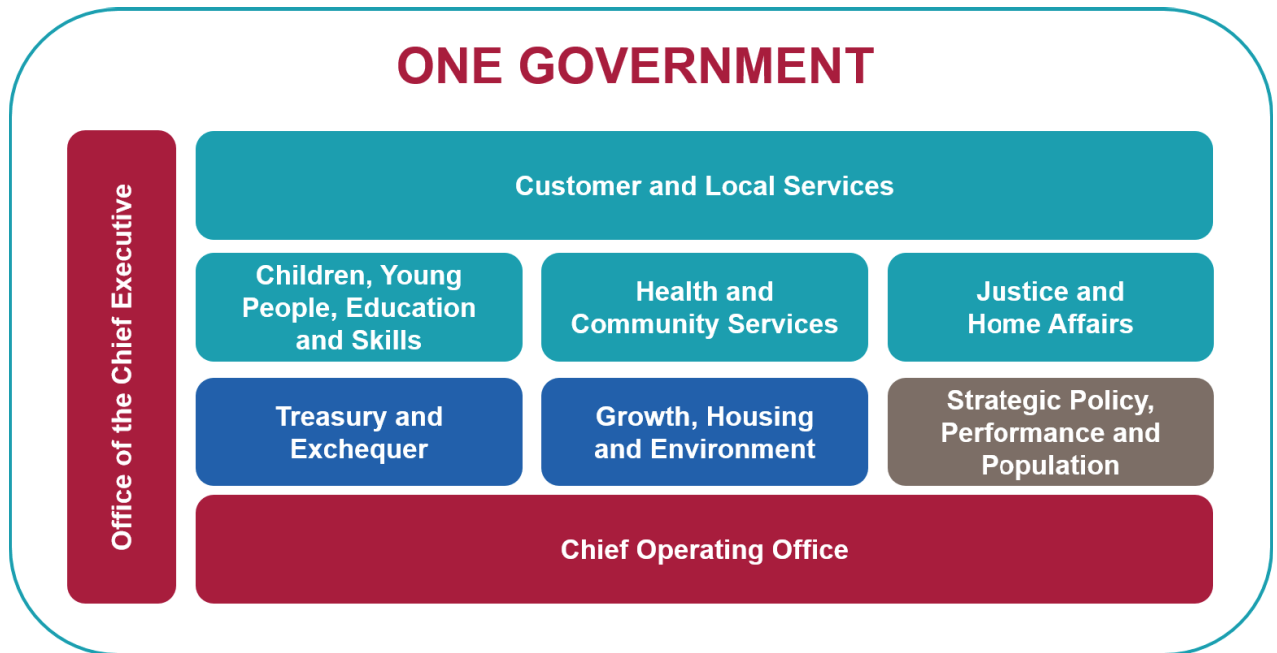 ONE GOVERNMENT
Office of the Chief Executive
Customer and Local Services
Children, Young
People, Education
and Skills
Health and
Community Services
Justice and
Home Affairs
Treasury and
Exchequer
Growth, Housing
and Environment
Strategic Policy,
Performance and
Population
Chief Operating Office